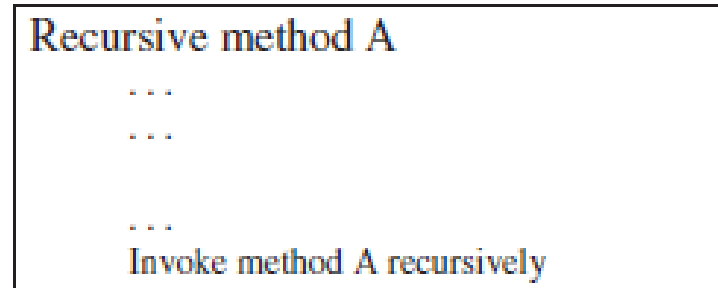 Recursive method A
. . .
. . .
. . .
Invoke method A recursively